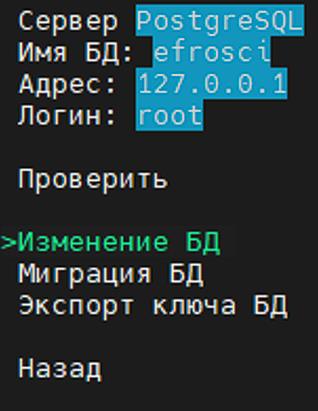 Сервер PostgreSQL
Имя БД: efrosci
Адрес: 127.0.0.1
Логин: root
Проверить
>Изменение БД
Миграция БД
Экспорт ключа БД
Назад